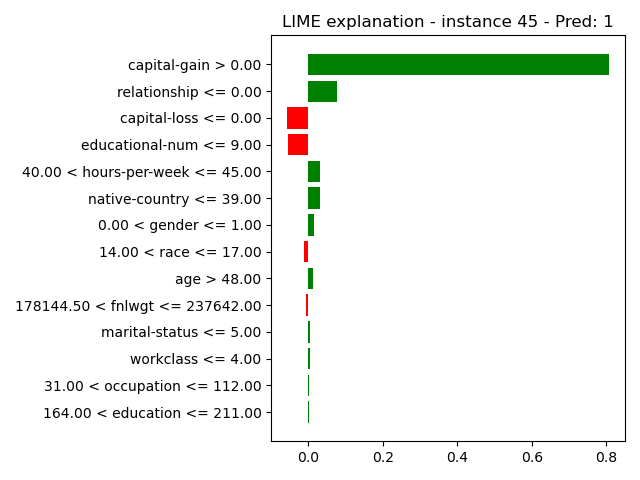 LIME explanation - instance 45 - Pred: 1
capital-gain > 0.00
relationship <= 0.00
capital-loss <= 0.00
educational-num <= 9.00
40.00 < hours-per-week <= 45.00
native-country <= 39.00
0.00 < gender <= 1.00
14.00 < race <= 17.00
age > 48.00
178144.50 < fnlwgt <= 237642.00
marital-status <= 5.00
workclass <= 4.00
31.00 < occupation <= 112.00
164.00 < education <= 211.00
0.0 0.2 0.4 0.6 0.8